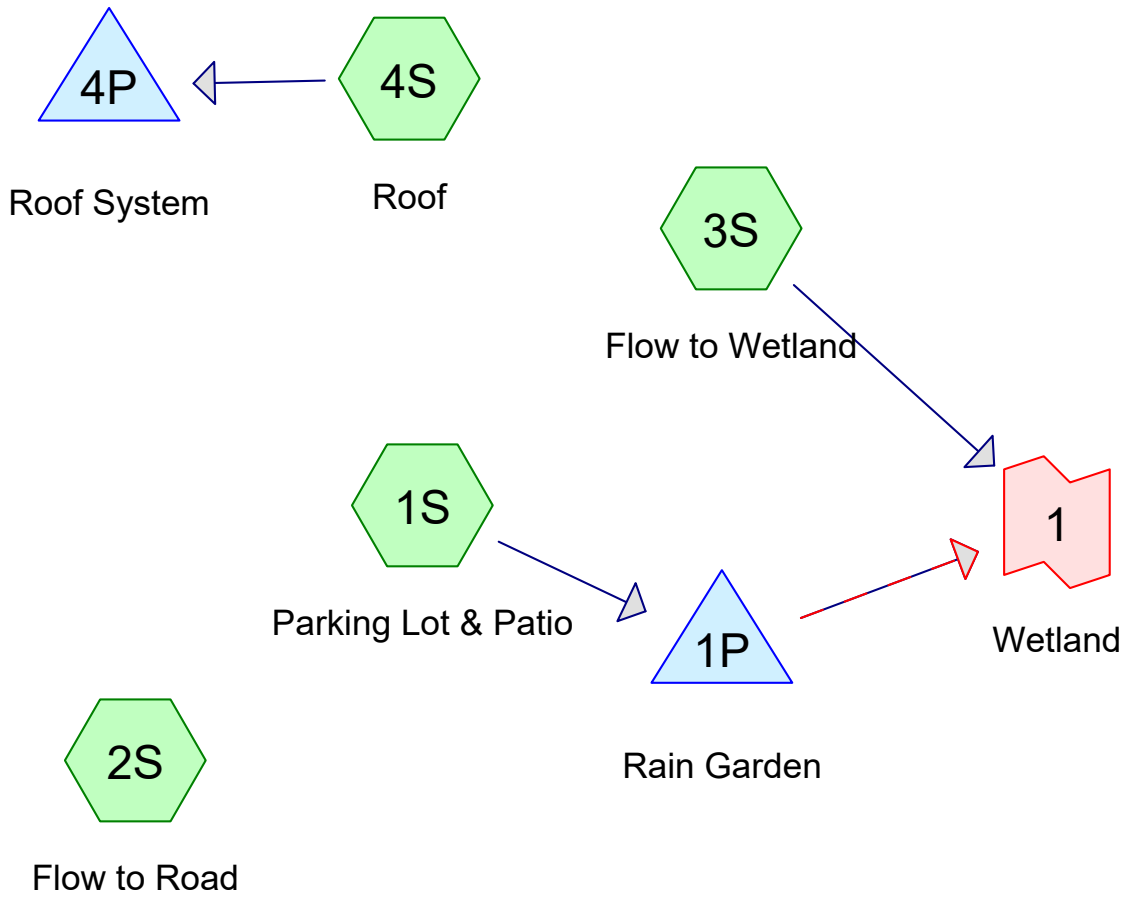 4P
Roof System
4S
Roof
3S
Flow to Wetland
1S
Parking Lot & Patio
1P
Rain Garden
1
Wetland
2S
Flow to Road